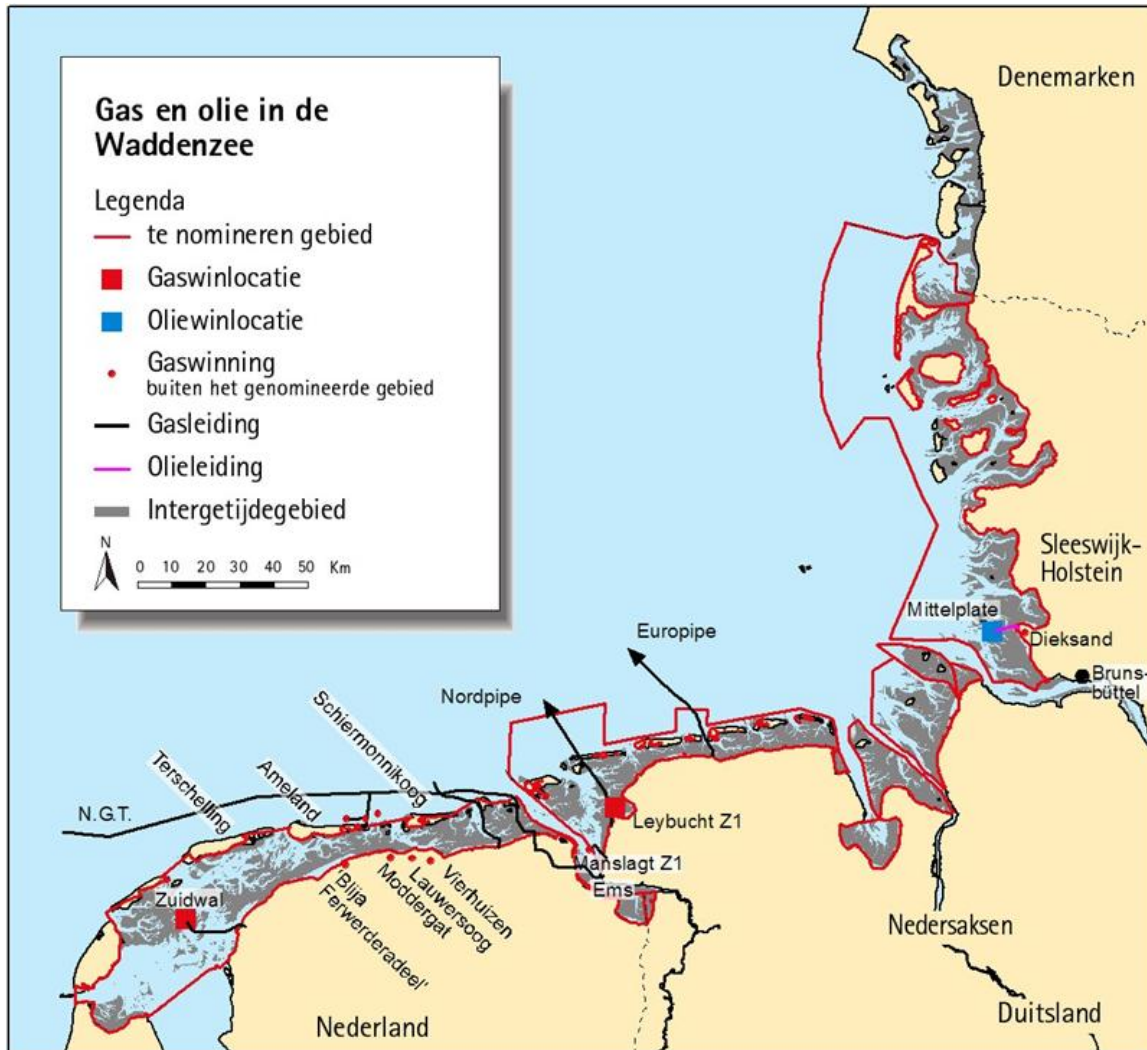 Gas en olie in de
Waddenzee
Legenda
te nomineren gebied
Gaswinlocatie
Oliewinlocatie
Gaswinning
buiten het genomineerde gebied
Gasleiding
Olieleiding
Intergetijdegebied
N
0 10 20 30 40 50 Km
Denemarken
Sleeswijk-
Holstein
Mittelplate
Dieksand
Bruns-
büttel
Europipe
Nordpipe
Schiermonnikoog
Ameland
Terschelling
N.G.T.
Leybucht Z1
Manslagt Z1
Ems
Zuidwal
'Blija
Ferwerderadeel'
Moddergat
Lauwersoog
Vierhuizen
Nedersaksen
Nederland
Duitsland